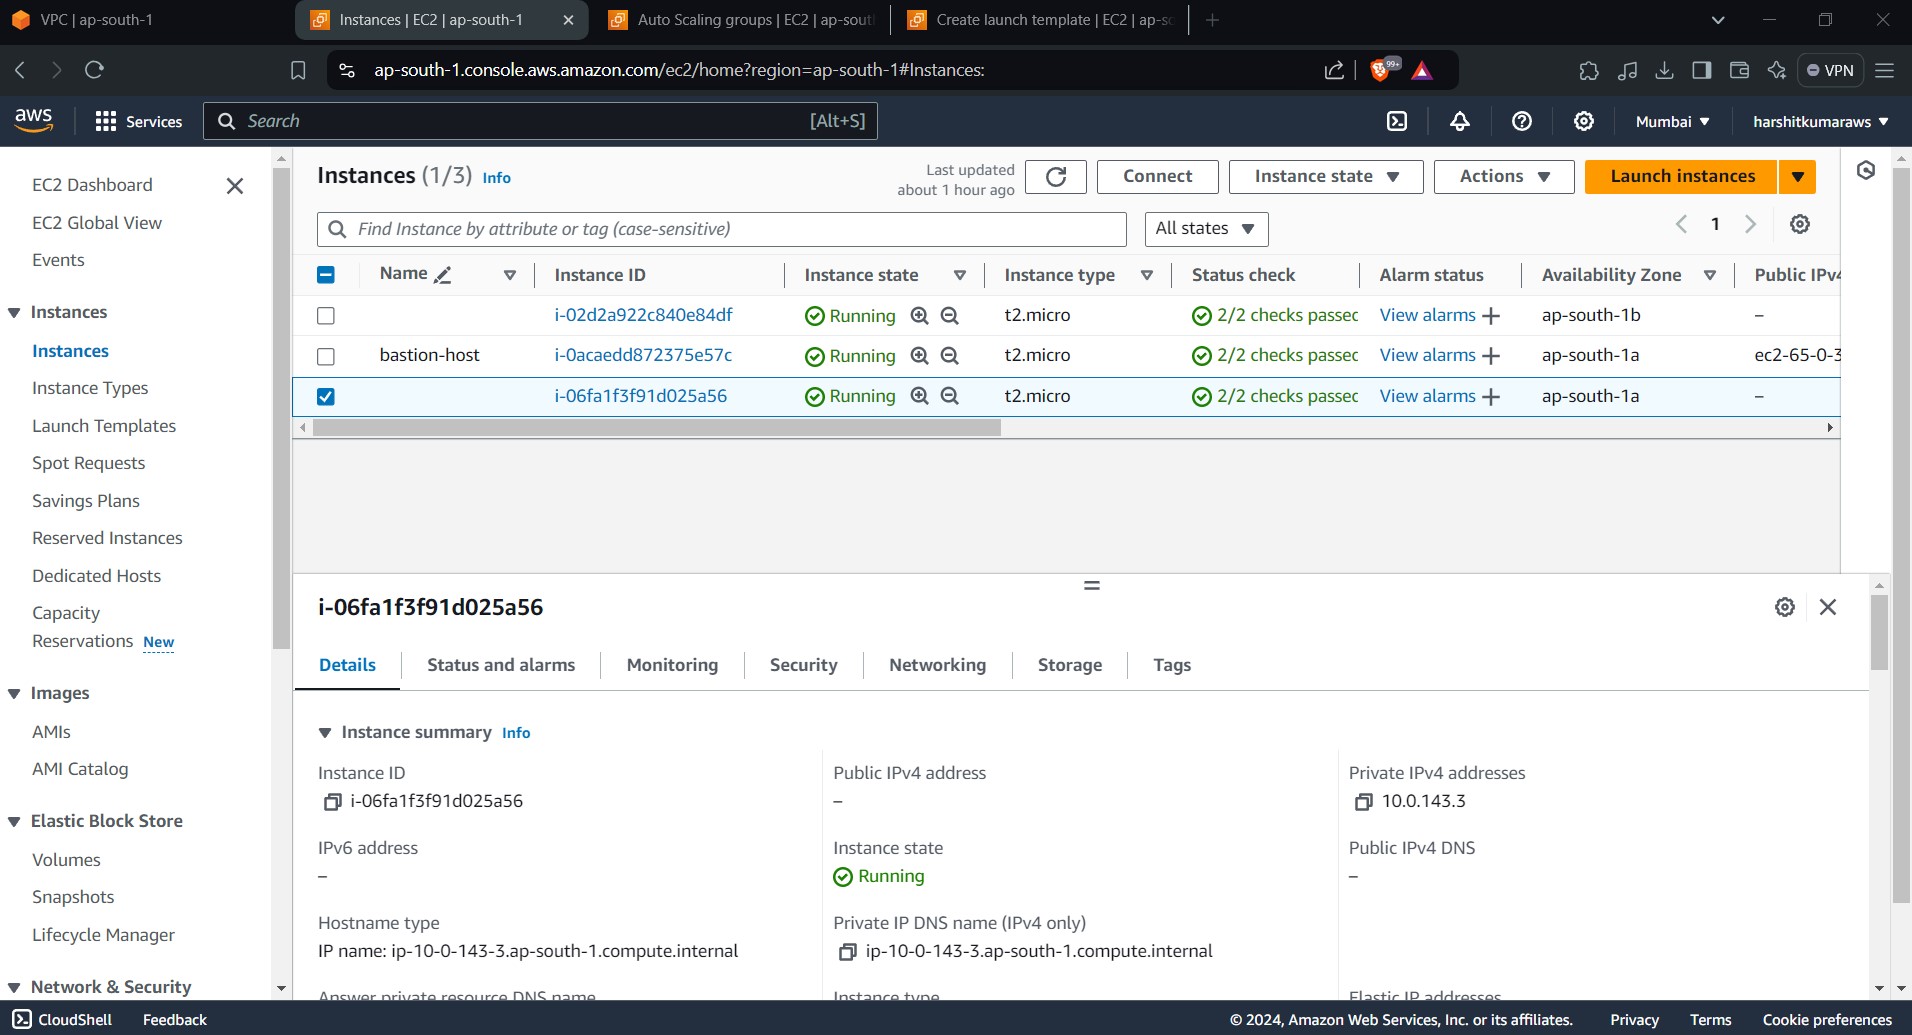 VPC | ap-south-1
Instances | EC2 | ap-south-1
Auto Scaling groups | EC2 | ap-sout
Create launch template | EC2 | ap-so
ap-south-1.console.aws.amazon.com/ec2/home?region=ap-south-1#Instances:
99+
VPN
aws
Services
Search
[Alt+S]
Mumbai
harshitkumaraws
EC2 Dashboard
EC2 Global View
Events
Instances
Instances
Instance Types
Launch Templates
Spot Requests
Savings Plans
Reserved Instances
Dedicated Hosts
Capacity
Reservations New
Images
AMIs
AMI Catalog
Elastic Block Store
Volumes
Snapshots
Lifecycle Manager
Network & Security
Instances (1/3) Info
Last updated
about 1 hour ago
Connect
Instance state
Actions
Launch instances
Find Instance by attribute or tag (case-sensitive)
All states
1
Name Instance ID Instance state Instance type Status check Alarm status Availability Zone Public IPv4
i-02d2a922c840e84df Running t2.micro 2/2 checks passec View alarms + ap-south-1b –
bastion-host i-0acaedd872375e57c Running t2.micro 2/2 checks passec View alarms + ap-south-1a ec2-65-0-3
i-06fa1f3f91d025a56 Running t2.micro 2/2 checks passec View alarms + ap-south-1a –
i-06fa1f3f91d025a56
Details Status and alarms Monitoring Security Networking Storage Tags
Instance summary Info
Instance ID
i-06fa1f3f91d025a56
Public IPv4 address
–
Private IPv4 addresses
10.0.143.3
IPv6 address
–
Instance state
Running
Public IPv4 DNS
–
Hostname type
IP name: ip-10-0-143-3.ap-south-1.compute.internal
Private IP DNS name (IPv4 only)
ip-10-0-143-3.ap-south-1.compute.internal
Answer private resource DNS name
Instance type
Elastic IP addresses
CloudShell
Feedback
© 2024, Amazon Web Services, Inc. or its affiliates.
Privacy
Terms
Cookie preferences